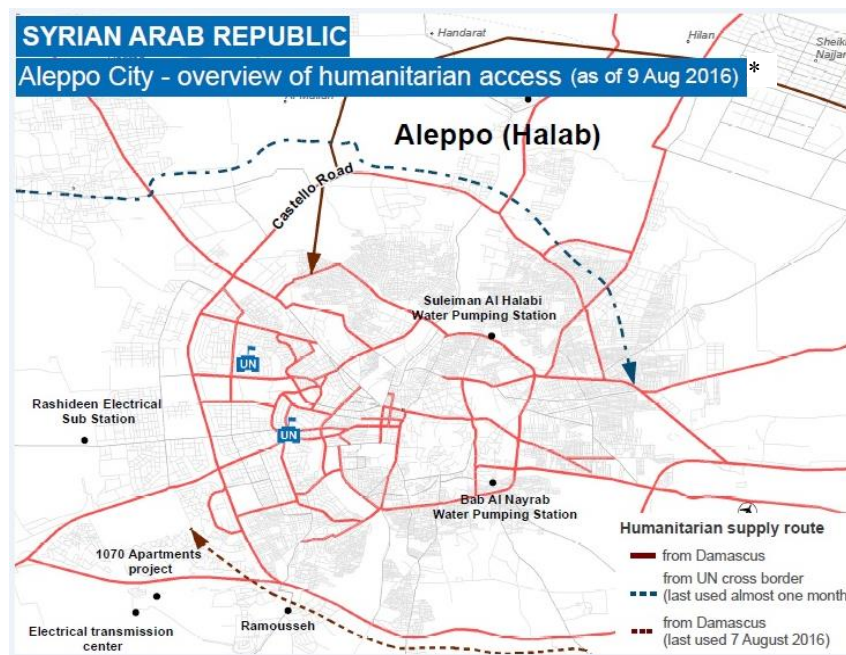 SYRIAN ARAB REPUBLIC
Aleppo City - overview of humanitarian access (as of 9 Aug 2016) *
Handarat
Hilan
Aleppo (Halab)
Castello Road
Suleiman Al Halabi
Water Pumping Station
UN
Rashideen Electrical
Sub Station
UN
Bab Al Nayrab
Water Pumping Station
1070 Apartments
project
Electrical transmission
center
Ramousseh
Humanitarian supply route
from Damascus
from UN cross border
(last used almost one month
from Damascus
(last used 7 August 2016)